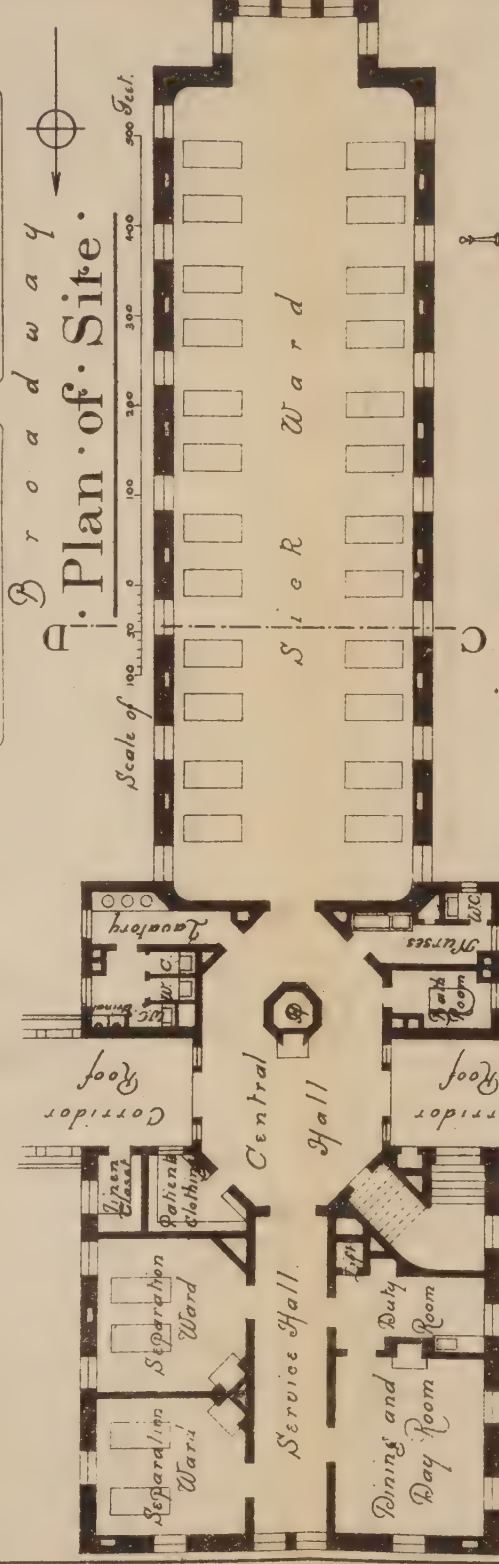 Broadway
· Plan · of · Site ·
Scale of 100 50 0 100 200 300 400 500 Feet.
D
C
Sick Ward
Lavatory
W. C.
W.C.
Urinal
Nurses
W.C.
Bath
Room
Central
Hall
Corridor
Roof
Corridor
Roof
Linen
Closet
Patients
Clothing
Separation
Ward
Separation
Ward
Service Hall.
Lift
Duty
Room
Dining and
Day Room